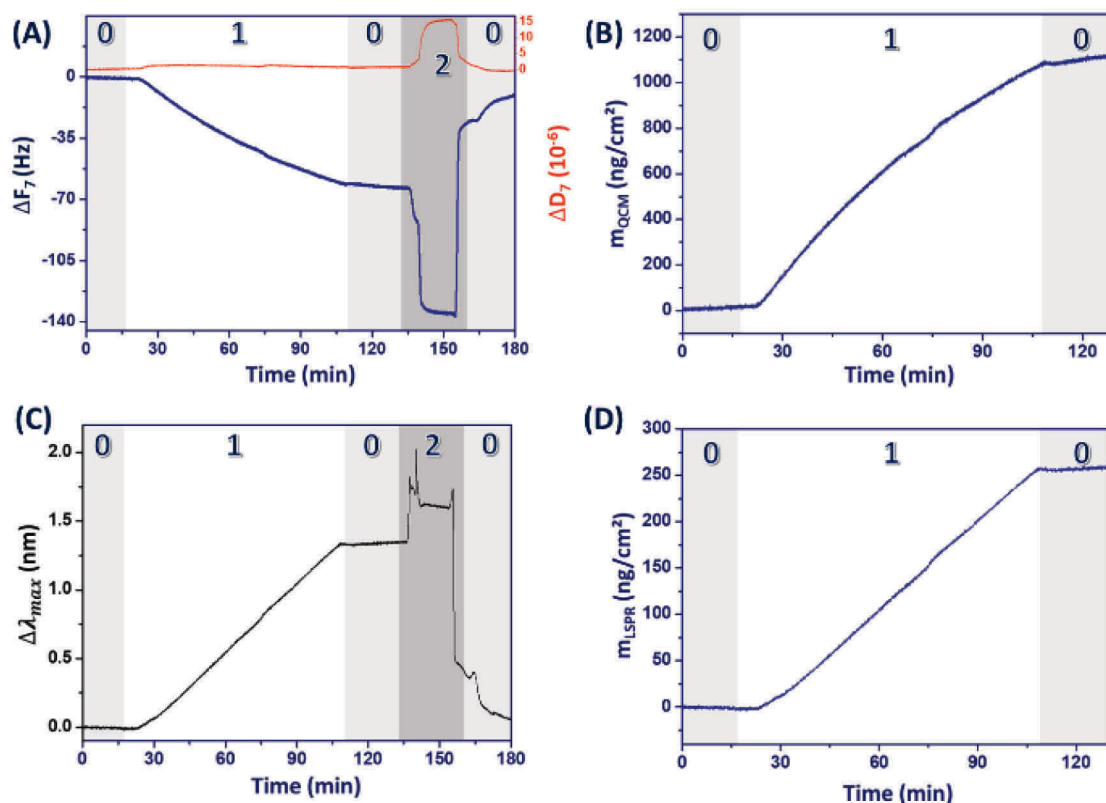 (A)
0 1 0 2 0
15
10
5
0
0
-35
-70
-105
-140
ΔF₇ (Hz)
ΔD₇ (10⁻⁶)
0 30 60 90 120 150 180
Time (min)
(B)
0 1 0
1200
1000
800
600
400
200
0
m_QCM (ng/cm²)
0 30 60 90 120
Time (min)
(C)
0 1 0 2 0
2.0
1.5
1.0
0.5
0.0
Δλ_max (nm)
0 30 60 90 120 150 180
Time (min)
(D)
0 1 0
300
250
200
150
100
50
0
m_LSPR (ng/cm²)
0 30 60 90 120
Time (min)